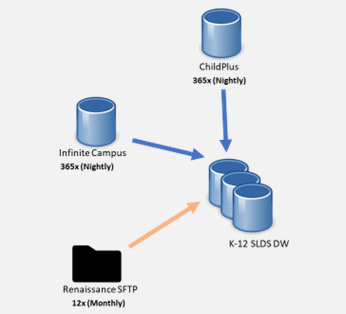 ChildPlus
365x (Nightly)
Infinite Campus
365x (Nightly)
K-12 SLDS DW
Renaissance SFTP
12x (Monthly)